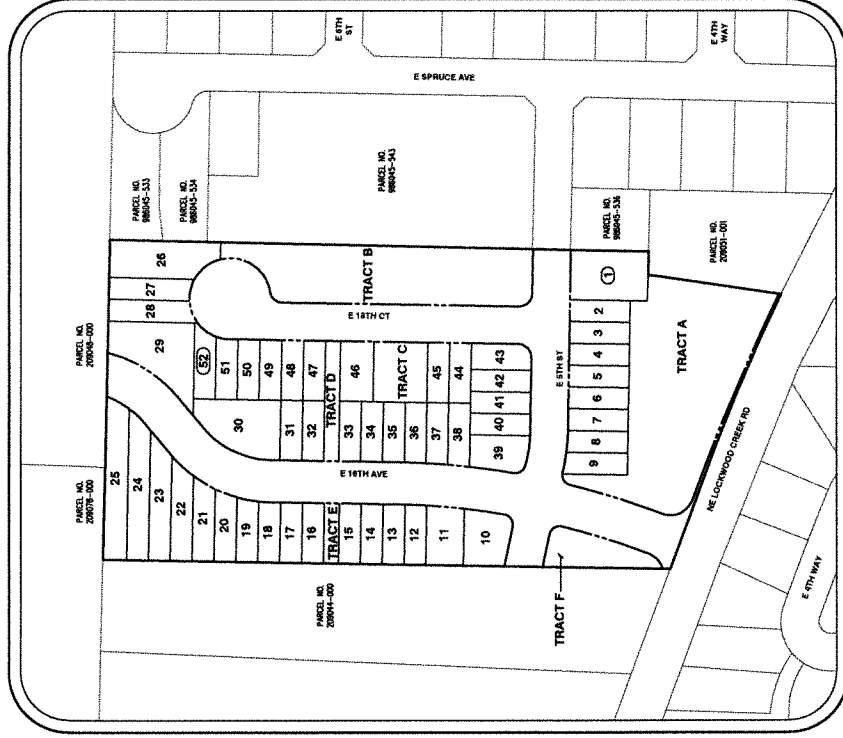 E 6TH
ST
E 4TH
WAY
E SPRUCE AVE
PARCEL NO.
986045-533
PARCEL NO.
986045-534
PARCEL NO.
986045-543
PARCEL NO.
986045-536
PARCEL NO.
209051-001
26
27
28
29
TRACT B
E 18TH CT
E 5TH ST
1
2
3
4
5
6
7
8
9
TRACT A
PARCEL NO.
209048-000
52
51
50
49
48
47
46
TRACT C
45
44
43
42
41
40
39
TRACT D
30
31
32
33
34
35
36
37
38
E 16TH AVE
NE LOCKWOOD CREEK RD
25
24
23
22
21
20
19
18
17
16
TRACT E
15
14
13
12
11
10
PARCEL NO.
209076-000
PARCEL NO.
209044-000
TRACT F
E 4TH WAY